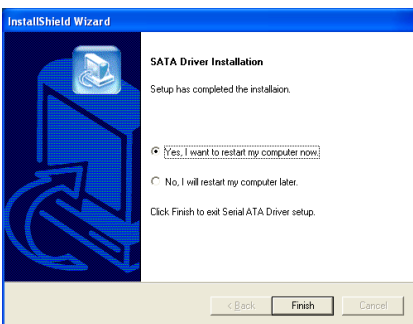 InstallShield Wizard
SATA Driver Installation
Setup has completed the installaion.
Yes, I want to restart my computer now.
No, I will restart my computer later.
Click Finish to exit Serial ATA Driver setup.
< Back Finish Cancel